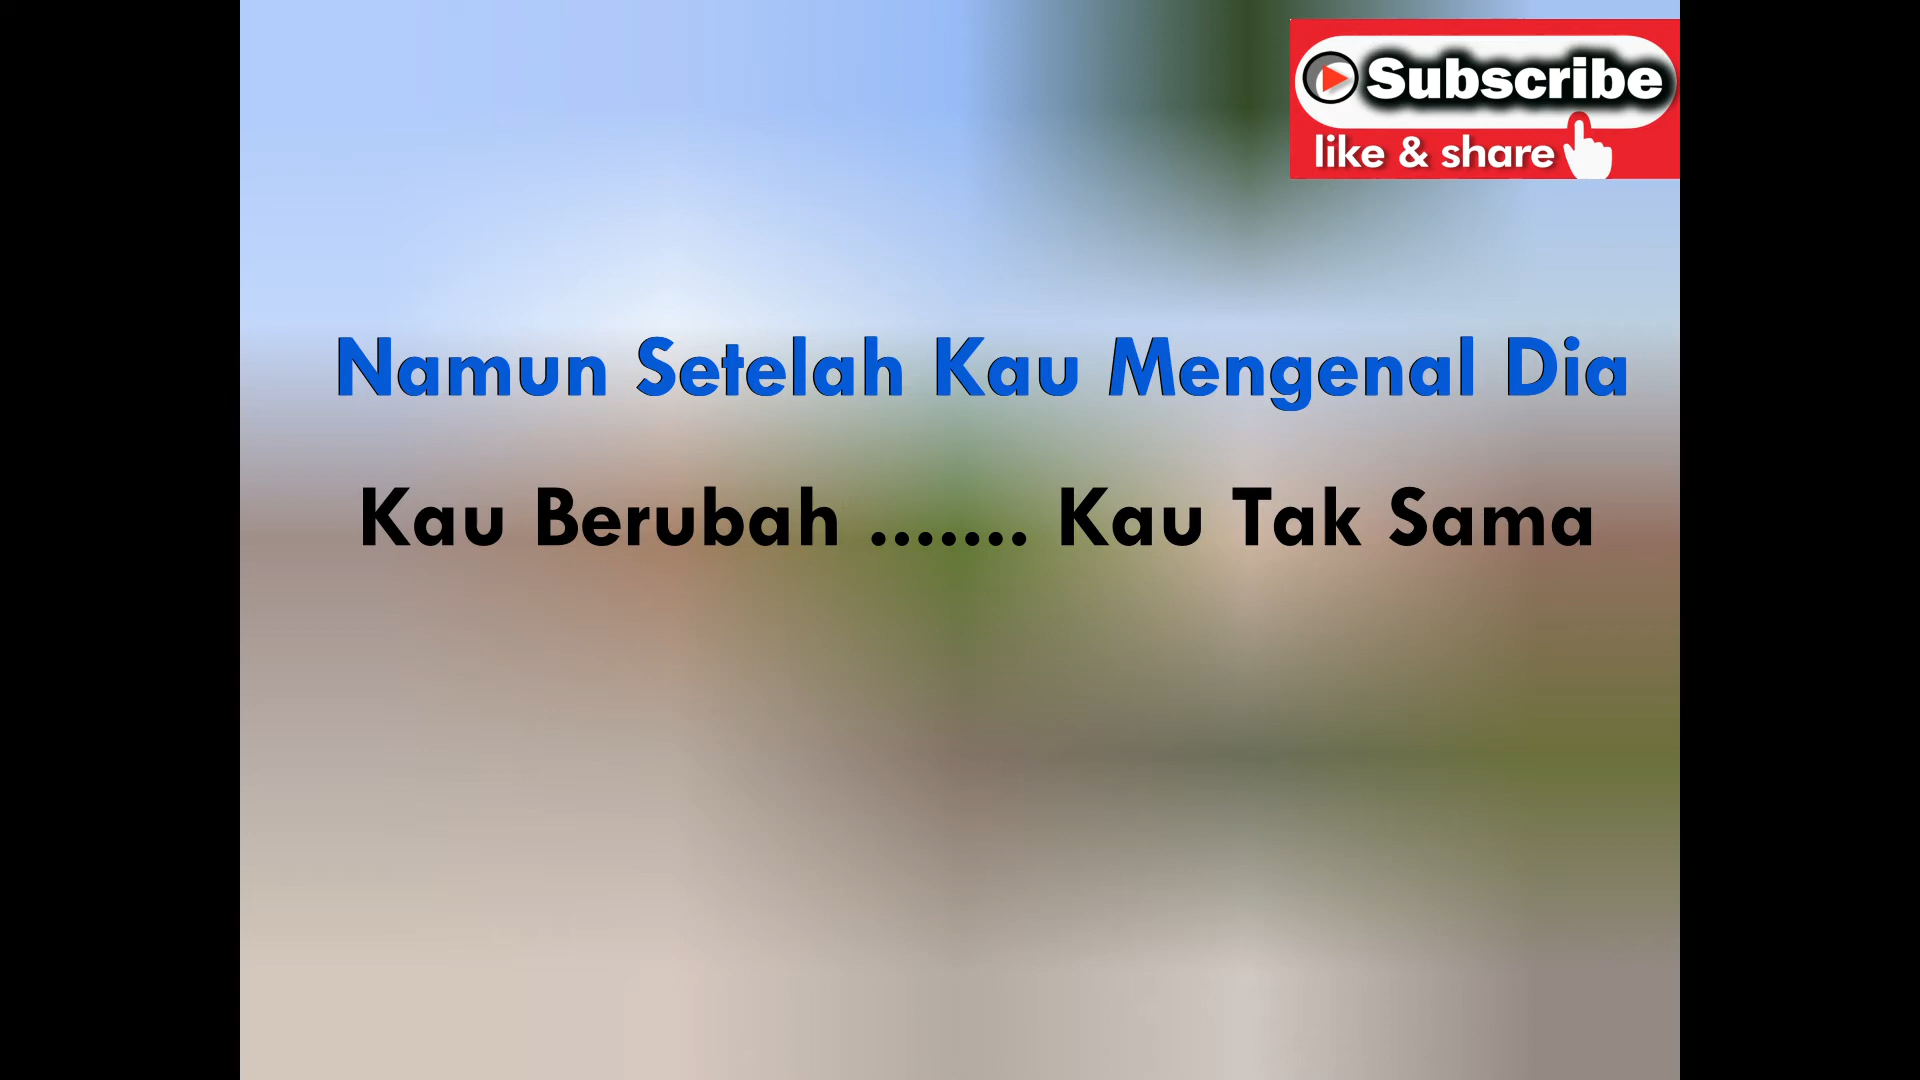 Subscribe
like & share
Namun Setelah Kau Mengenal Dia
Kau Berubah ....... Kau Tak Sama